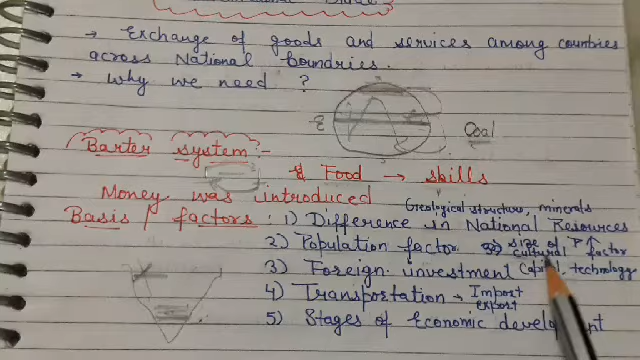 → Exchange of goods and services among countries
across National boundries.
→ Why we need ?
E
Coal
Barter system :-
Food → skills
Money was introduced
Geological structure, minerals
Basis / factors : 1) Difference in National Resources
2) Population factor size of P ↑
cultural factor
3) Foreign investment Capital technology
4) Transportation → Import
export
5) Stages of Economic development